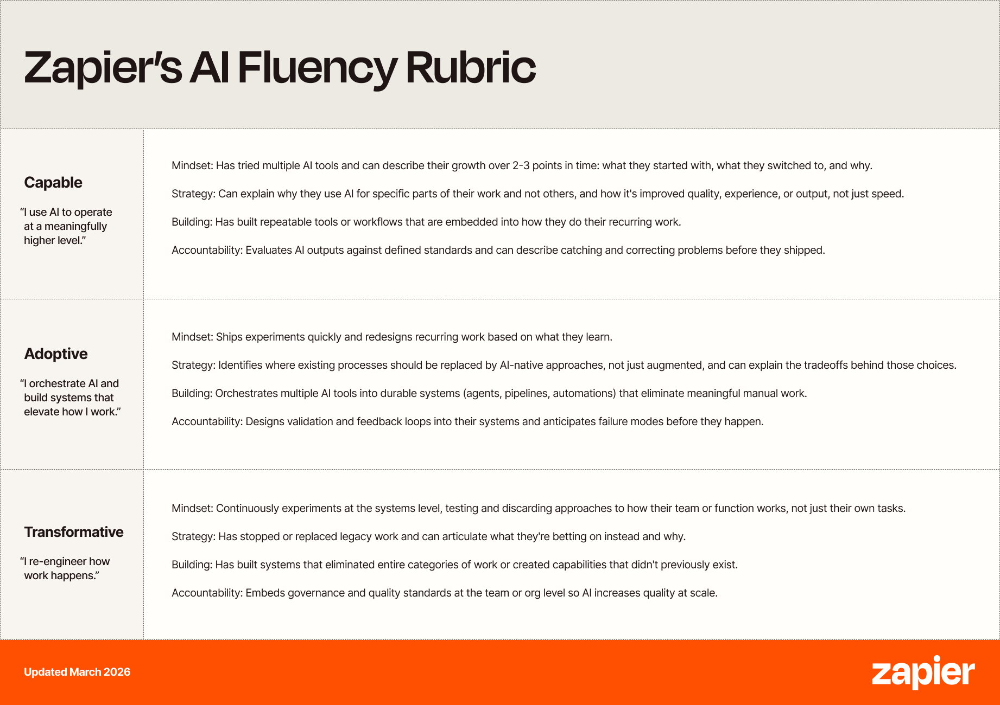 Zapier’s AI Fluency Rubric
Capable
“I use AI to operate
at a meaningfully
higher level.”
Mindset: Has tried multiple AI tools and can describe their growth over 2-3 points in time: what they started with, what they switched to, and why.
Strategy: Can explain why they use AI for specific parts of their work and not others, and how it's improved quality, experience, or output, not just speed.
Building: Has built repeatable tools or workflows that are embedded into how they do their recurring work.
Accountability: Evaluates AI outputs against defined standards and can describe catching and correcting problems before they shipped.
Adoptive
“I orchestrate AI and
build systems that
elevate how I work.”
Mindset: Ships experiments quickly and redesigns recurring work based on what they learn.
Strategy: Identifies where existing processes should be replaced by AI-native approaches, not just augmented, and can explain the tradeoffs behind those choices.
Building: Orchestrates multiple AI tools into durable systems (agents, pipelines, automations) that eliminate meaningful manual work.
Accountability: Designs validation and feedback loops into their systems and anticipates failure modes before they happen.
Transformative
“I re-engineer how
work happens.”
Mindset: Continuously experiments at the systems level, testing and discarding approaches to how their team or function works, not just their own tasks.
Strategy: Has stopped or replaced legacy work and can articulate what they're betting on instead and why.
Building: Has built systems that eliminated entire categories of work or created capabilities that didn't previously exist.
Accountability: Embeds governance and quality standards at the team or org level so AI increases quality at scale.
Updated March 2026
zapier